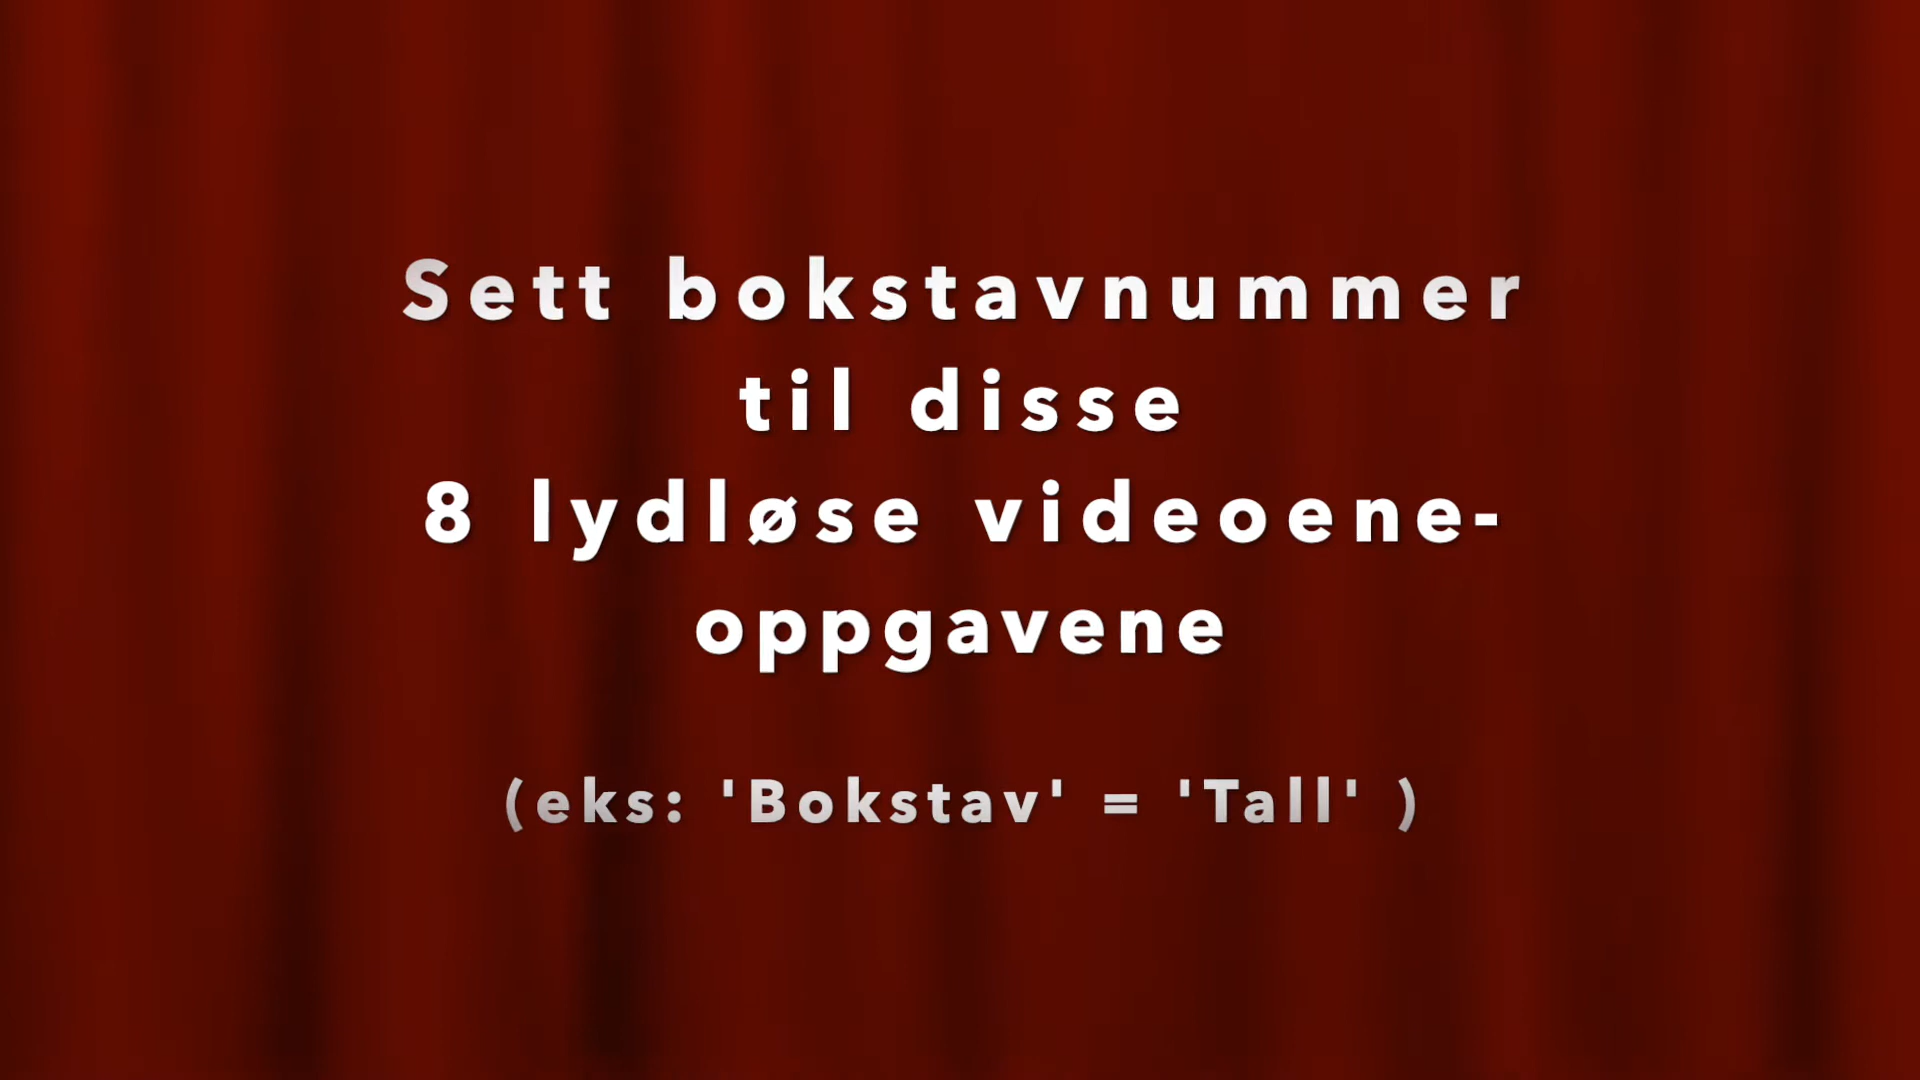 Sett bokstavnummer
til disse
8 lydløse videoene-
oppgavene
(eks: 'Bokstav' = 'Tall' )